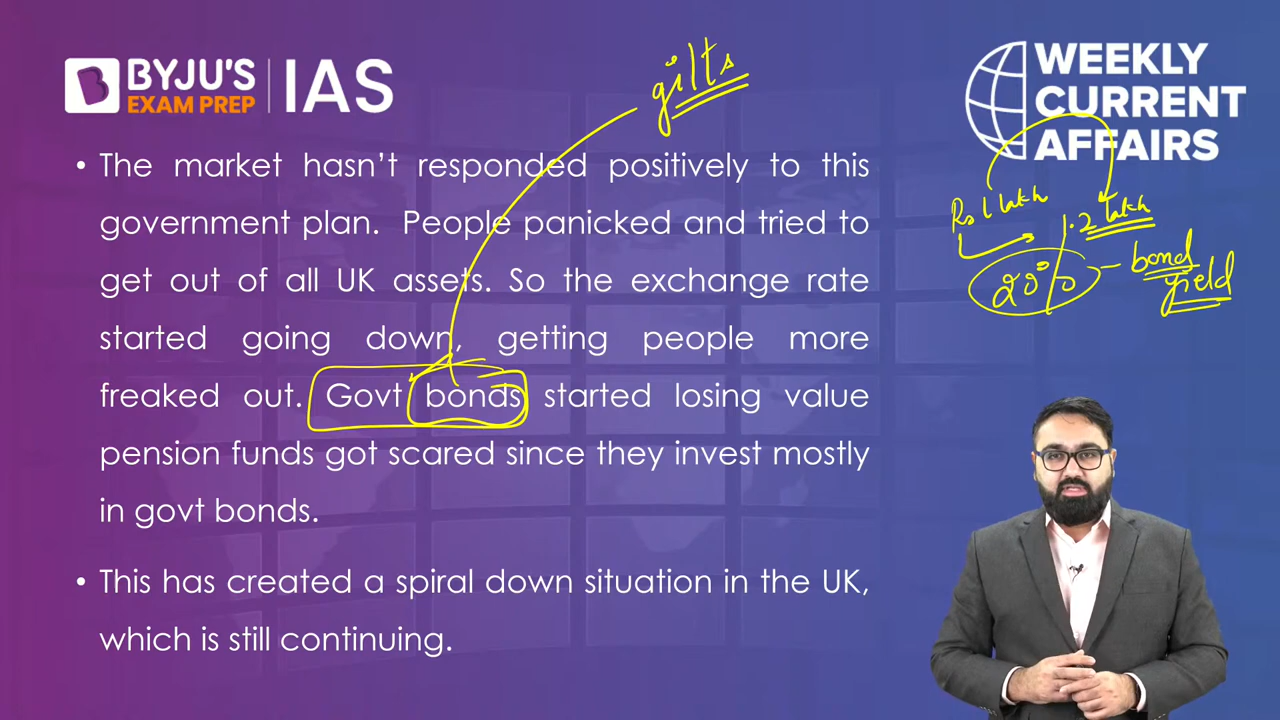 BYJU'S
EXAM PREP
IAS
gilts
WEEKLY
CURRENT
AFFAIRS
• The market hasn't responded positively to this
government plan. People panicked and tried to
get out of all UK assets. So the exchange rate
started going down, getting people more
freaked out. Govt bonds started losing value
pension funds got scared since they invest mostly
in govt bonds.
• This has created a spiral down situation in the UK,
which is still continuing.
Rs 1 lakh
1.2 lakh
20%
bond
yield